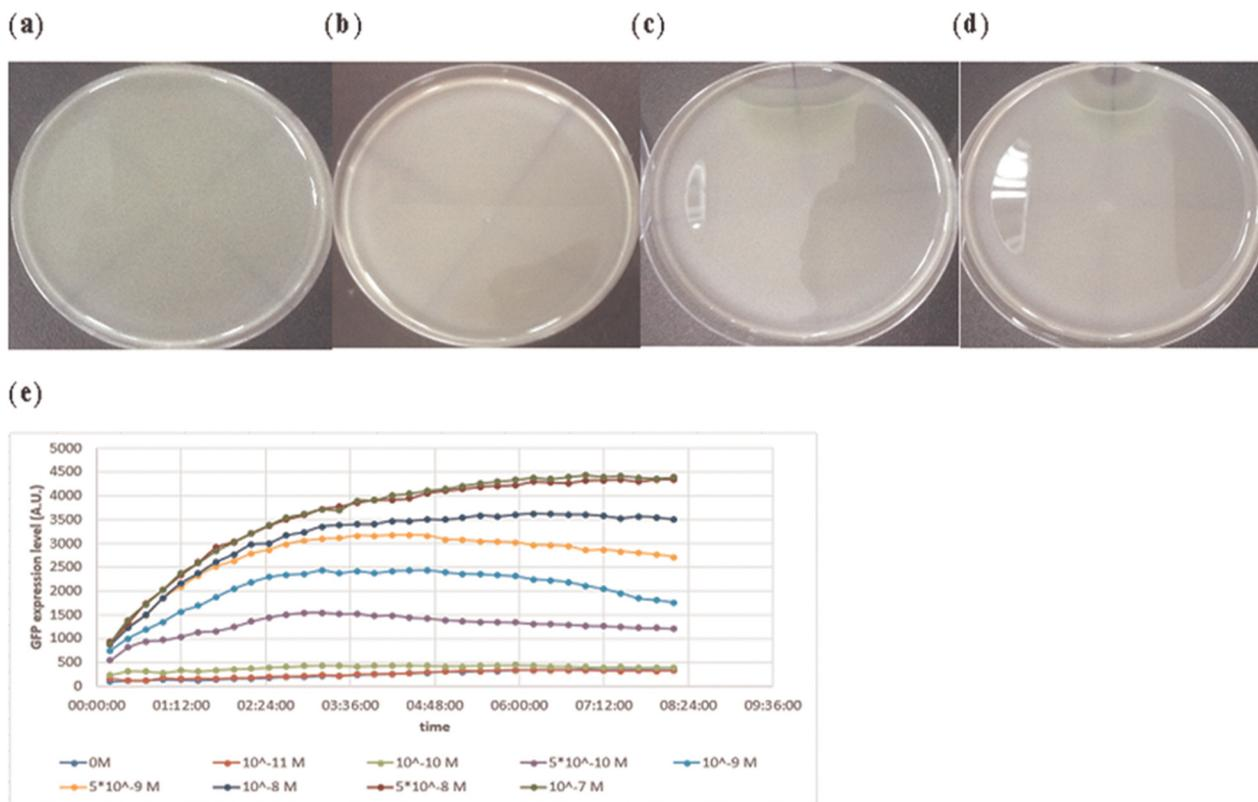 (a) (b) (c) (d)
(e)
5000
4500
4000
3500
3000
2500
2000
1500
1000
500
0
GFP expression level (A.U.)
00:00:00 01:12:00 02:24:00 03:36:00 04:48:00 06:00:00 07:12:00 08:24:00 09:36:00
time
0M 10^-11 M 10^-10 M 5*10^-10 M 10^-9 M
5*10^-9 M 10^-8 M 5*10^-8 M 10^-7 M